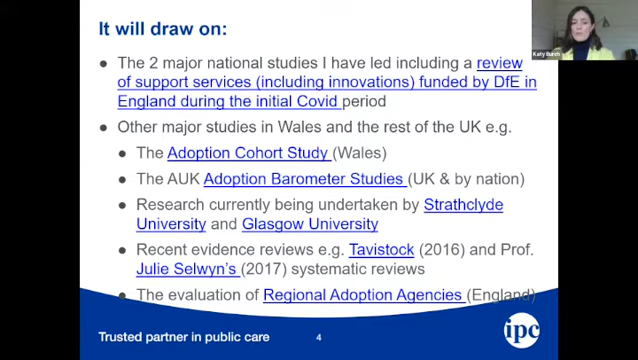 It will draw on:
● The 2 major national studies I have led including a review
of support services (including innovations) funded by DfE in
England during the initial Covid period
● Other major studies in Wales and the rest of the UK e.g.
● The Adoption Cohort Study (Wales)
● The AUK Adoption Barometer Studies (UK & by nation)
● Research currently being undertaken by Strathclyde
University and Glasgow University
● Recent evidence reviews e.g. Tavistock (2016) and Prof.
Julie Selwyn's (2017) systematic reviews
● The evaluation of Regional Adoption Agencies (England)
Trusted partner in public care
4
ipc
Katy Burch